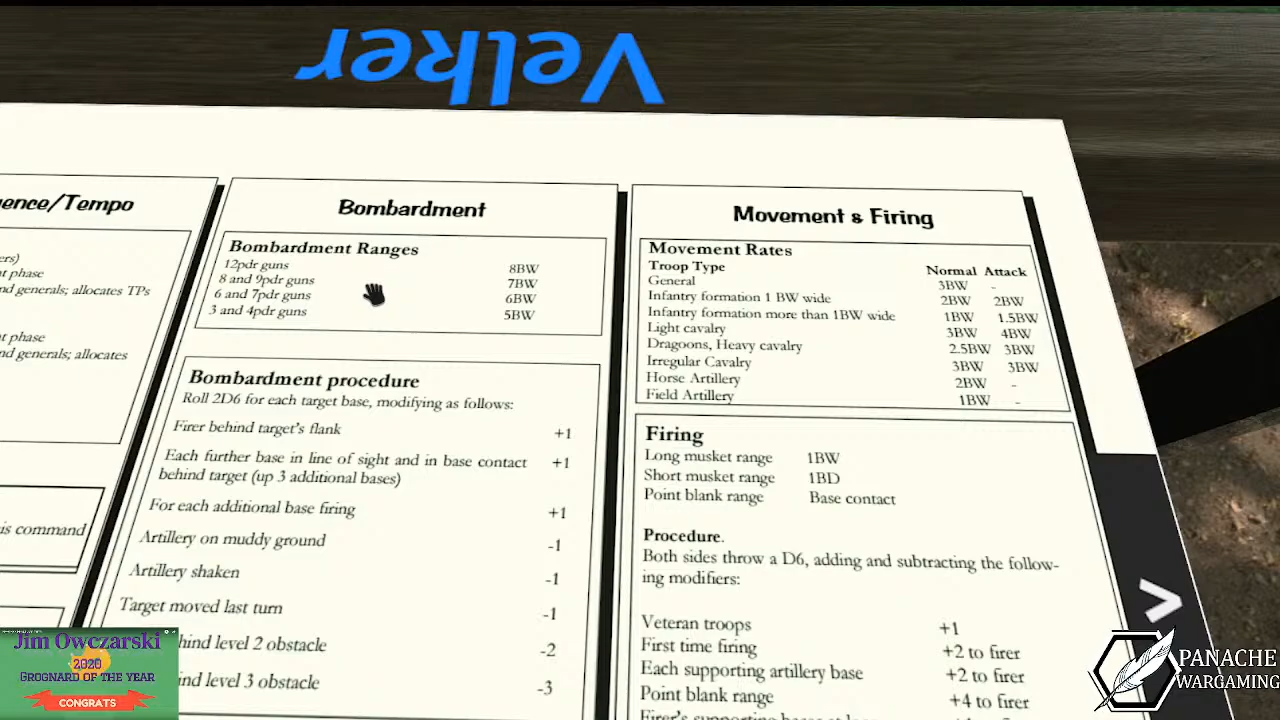 Velker
ence/Tempo
ers)
t phase
nd generals; allocates TPs
t phase
nd generals; allocates
is command
Bombardment
Bombardment Ranges
12pdr guns 8BW
8 and 9pdr guns 7BW
6 and 7pdr guns 6BW
3 and 4pdr guns 5BW
Bombardment procedure
Roll 2D6 for each target base, modifying as follows:
Firer behind target's flank +1
Each further base in line of sight and in base contact +1
behind target (up 3 additional bases)
For each additional base firing +1
Artillery on muddy ground -1
Artillery shaken -1
Target moved last turn -1
hind level 2 obstacle -2
ind level 3 obstacle -3
Movement & Firing
Movement Rates
Troop Type Normal Attack
General 3BW -
Infantry formation 1 BW wide 2BW 2BW
Infantry formation more than 1BW wide 1BW 1.5BW
Light cavalry 3BW 4BW
Dragoons, Heavy cavalry 2.5BW 3BW
Irregular Cavalry 3BW 3BW
Horse Artillery 2BW -
Field Artillery 1BW -
Firing
Long musket range 1BW
Short musket range 1BD
Point blank range Base contact
Procedure.
Both sides throw a D6, adding and subtracting the follow-
ing modifiers:
Veteran troops +1
First time firing +2 to firer
Each supporting artillery base +2 to firer
Point blank range +4 to firer
>
Jim Owczarski
2020
Grognard of the Year
CONGRATS
PANACHE
WARGAMING